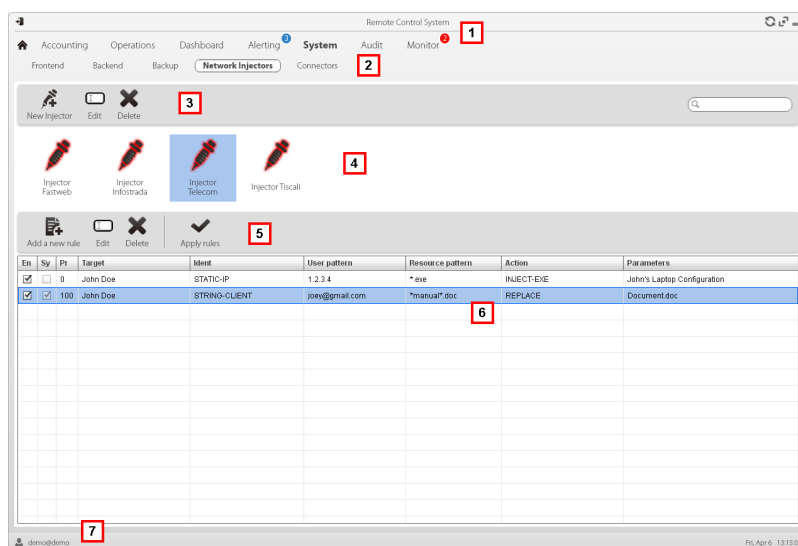 Remote Control System
1
Accounting Operations Dashboard Alerting 3 System Audit Monitor 2
Frontend Backend Backup Network Injectors Connectors 2
New Injector Edit Delete 3
Injector Fastweb
Injector Infostrada
Injector Telecom
Injector Tiscali
4
Add a new rule Edit Delete Apply rules 5
En Sy Pr Target Ident User pattern Resource pattern Action Parameters
0 John Doe STATIC-IP 1.2.3.4 *.exe INJECT-EXE John's Laptop Configuration
100 John Doe STRING-CLIENT joey@gmail.com *manual*.doc REPLACE Document.doc
6
7
demo@demo Fri, Apr 6